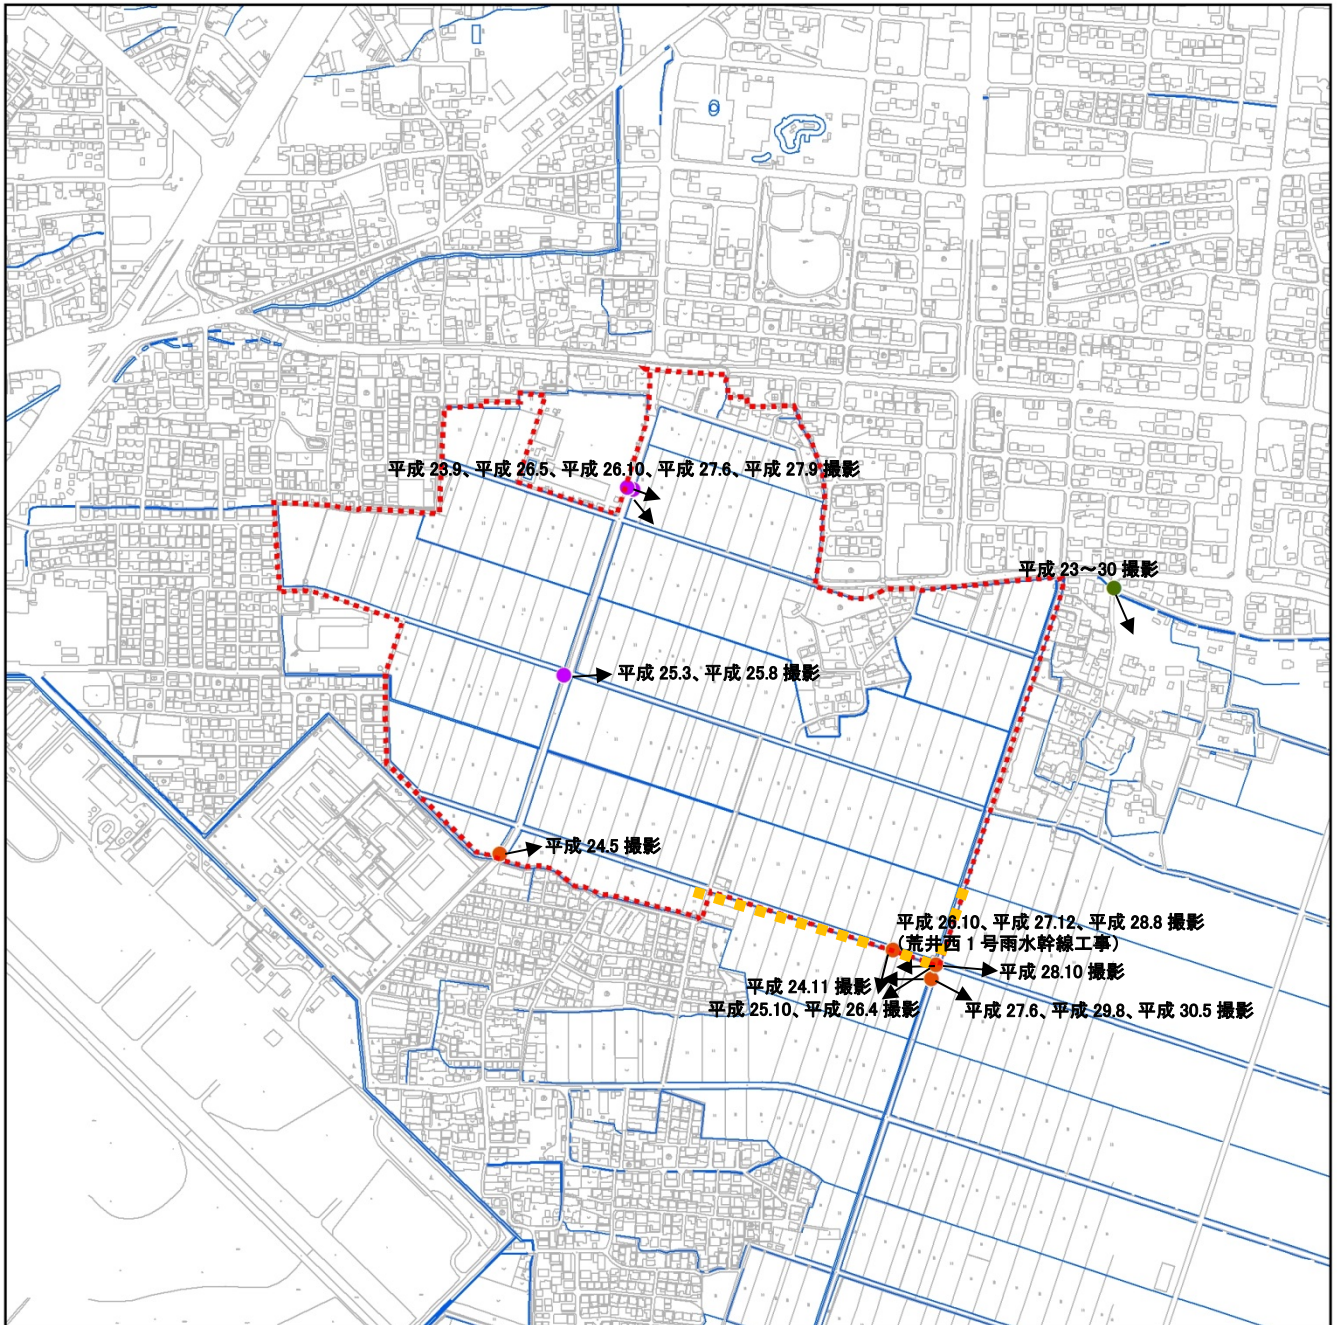 平成 23.9、平成 26.5、平成 26.10、平成 27.6、平成 27.9 撮影
平成 23～30 撮影
平成 25.3、平成 25.8 撮影
平成 24.5 撮影
平成 26.10、平成 27.12、平成 28.8 撮影
（荒井西 1 号雨水幹線工事）
平成 28.10 撮影
平成 24.11 撮影
平成 25.10、平成 26.4 撮影
平成 27.6、平成 29.8、平成 30.5 撮影